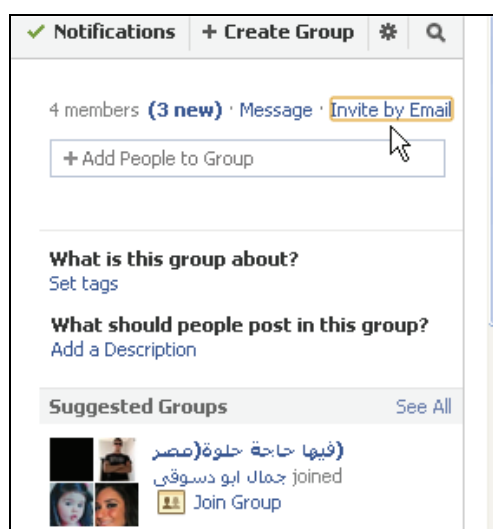 ✓ Notifications + Create Group
4 members (3 new) · Message · Invite by Email
+ Add People to Group
What is this group about?
Set tags
What should people post in this group?
Add a Description
Suggested Groups See All
(فيها حاجة حلوة(مصر
جمال ابو دسوقى joined
Join Group